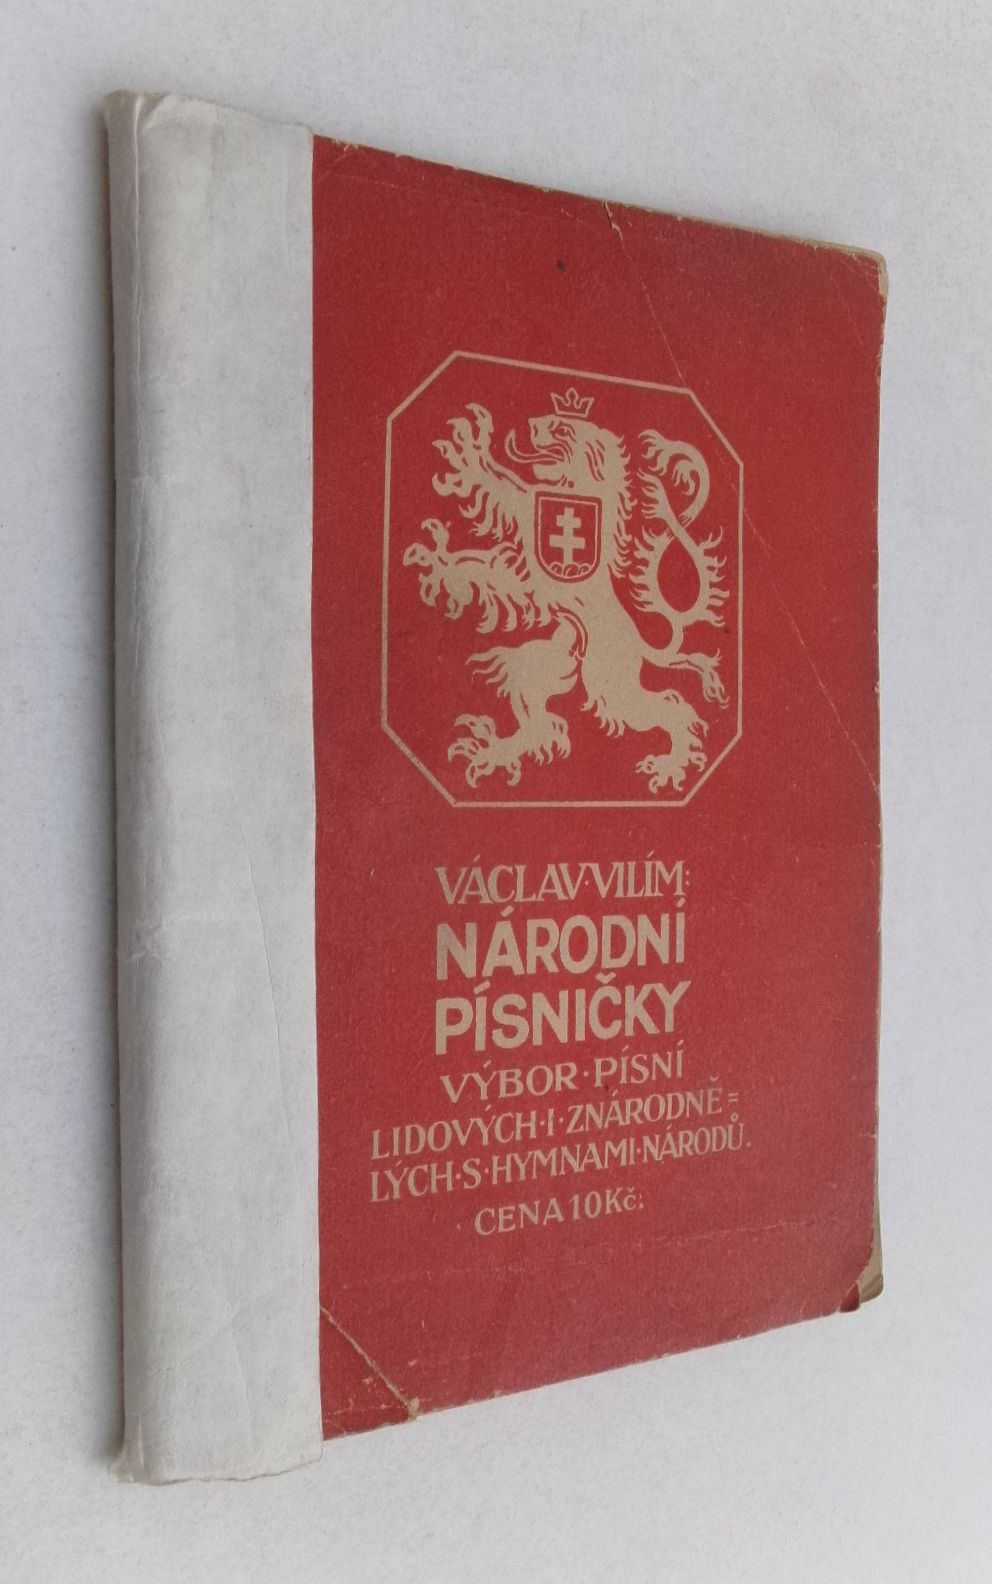 VÁCLAV·VILÍM:
NÁRODNÍ
PÍSNIČKY
VÝBOR·PÍSNÍ
LIDOVÝCH·I·ZNÁRODNĚ=
LÝCH·S·HYMNAMI·NÁRODŮ.
CENA 10 Kč: